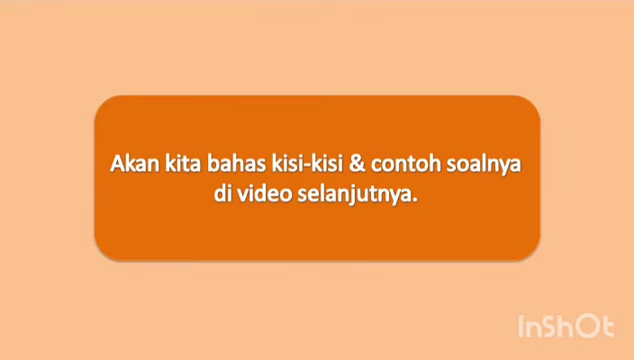 Akan kita bahas kisi-kisi & contoh soalnya
di video selanjutnya.
InShOt